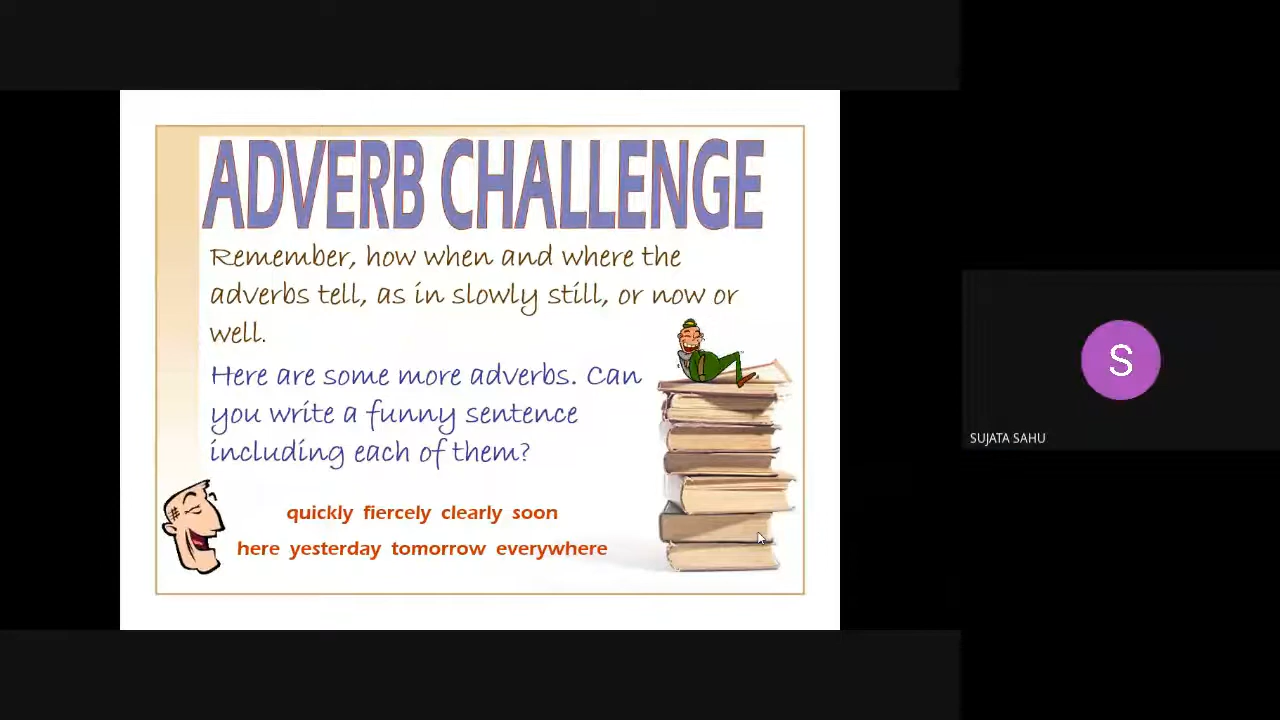 ADVERB CHALLENGE
Remember, how when and where the
adverbs tell, as in slowly still, or now or
well.
Here are some more adverbs. Can
you write a funny sentence
including each of them?
quickly fiercely clearly soon
here yesterday tomorrow everywhere
S
SUJATA SAHU